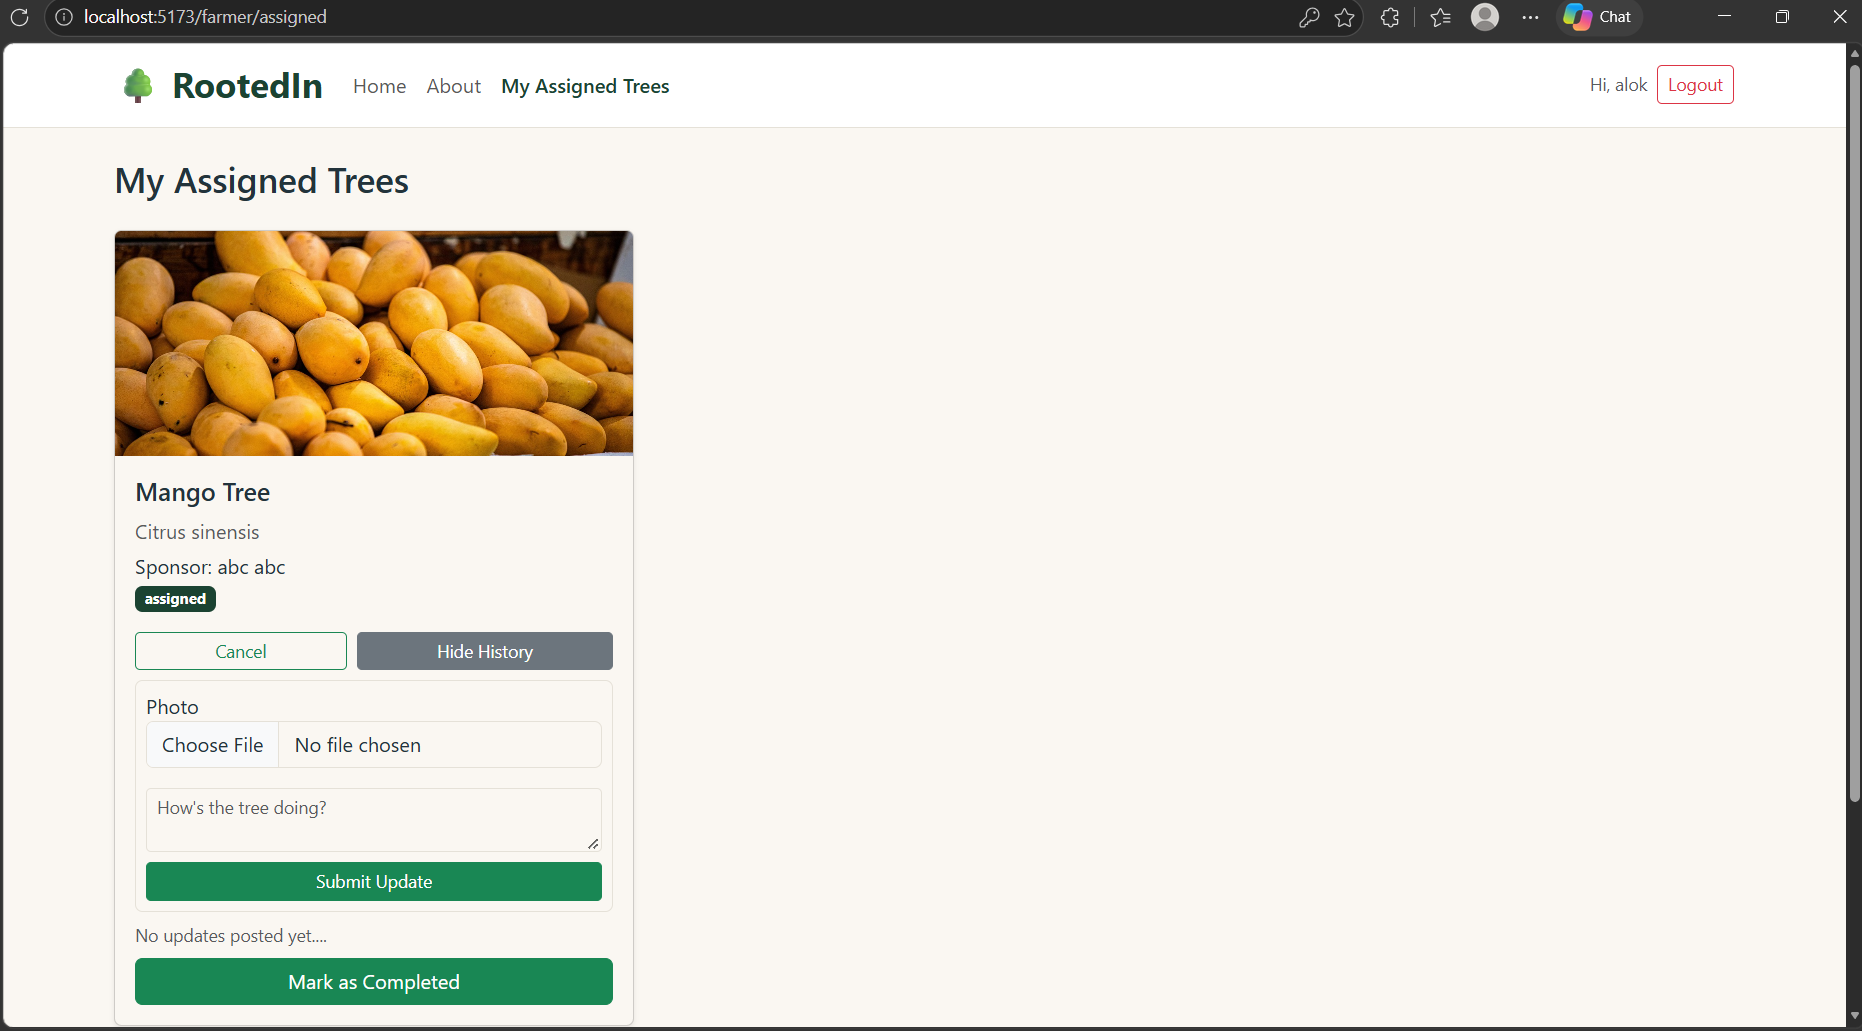 localhost:5173/farmer/assigned
Chat
RootedIn
Home About My Assigned Trees
Hi, alok Logout
My Assigned Trees
Mango Tree
Citrus sinensis
Sponsor: abc abc
assigned
Cancel Hide History
Photo
Choose File No file chosen
How's the tree doing?
Submit Update
No updates posted yet....
Mark as Completed